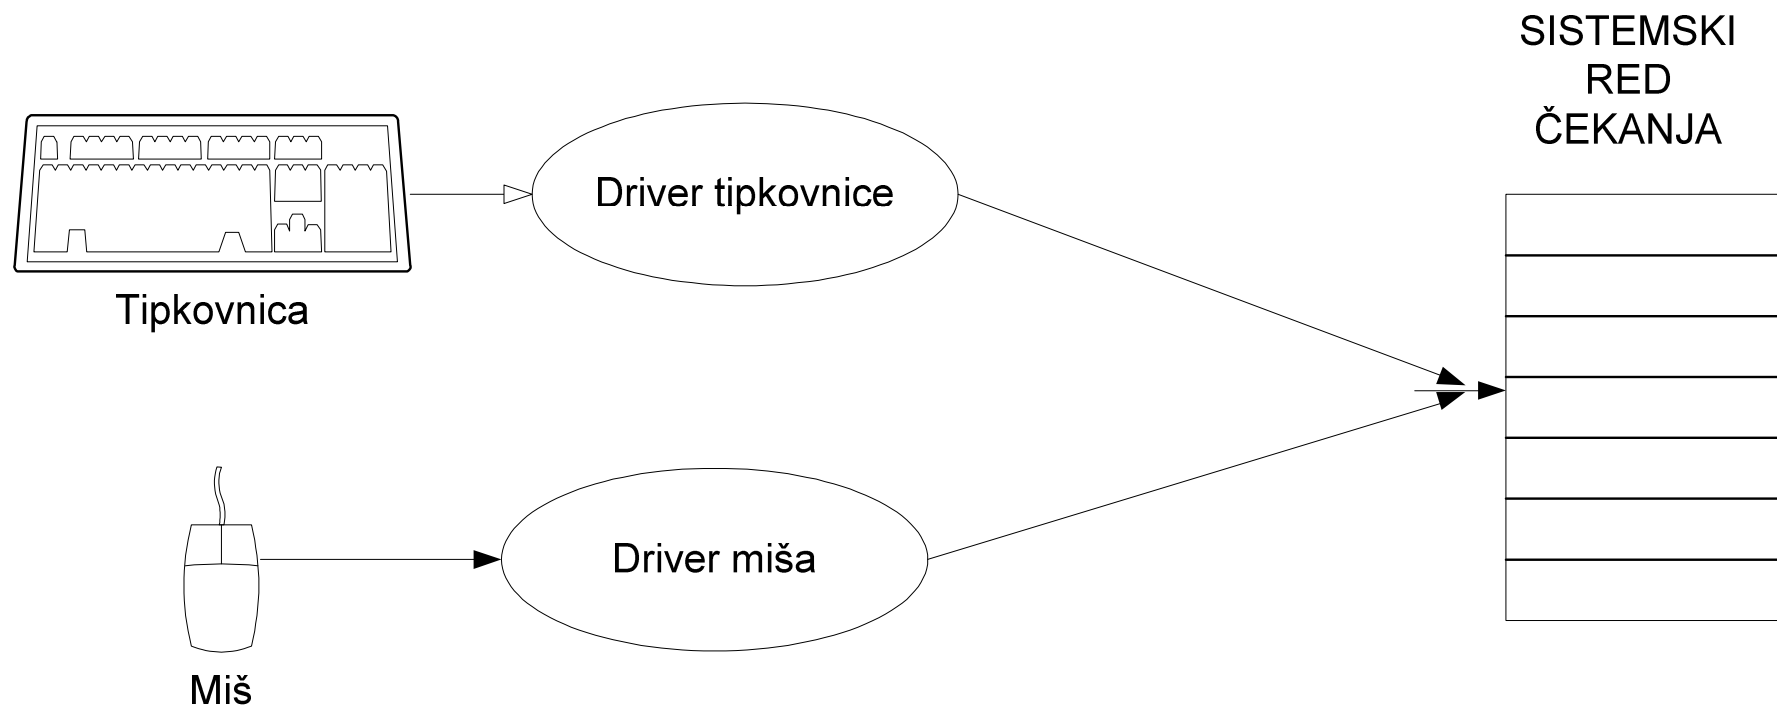 SISTEMSKI
RED
ČEKANJA
Driver tipkovnice
Tipkovnica
Driver miša
Miš